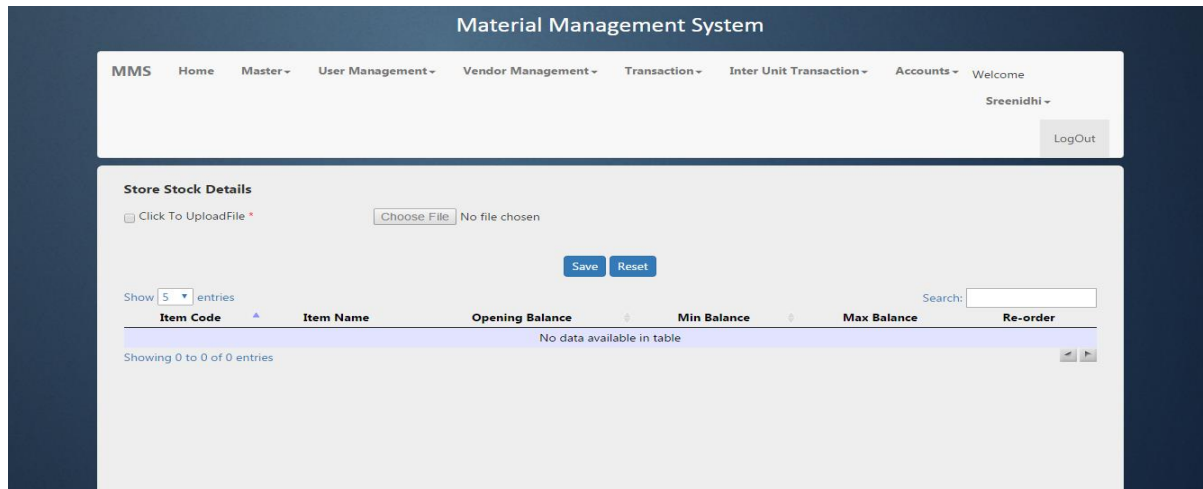 Material Management System
MMS Home Master User Management Vendor Management Transaction Inter Unit Transaction Accounts Welcome
Sreenidhi
LogOut
Store Stock Details
Click To UploadFile * Choose File No file chosen
Save Reset
Show 5 entries Search:
Item Code Item Name Opening Balance Min Balance Max Balance Re-order
No data available in table
Showing 0 to 0 of 0 entries